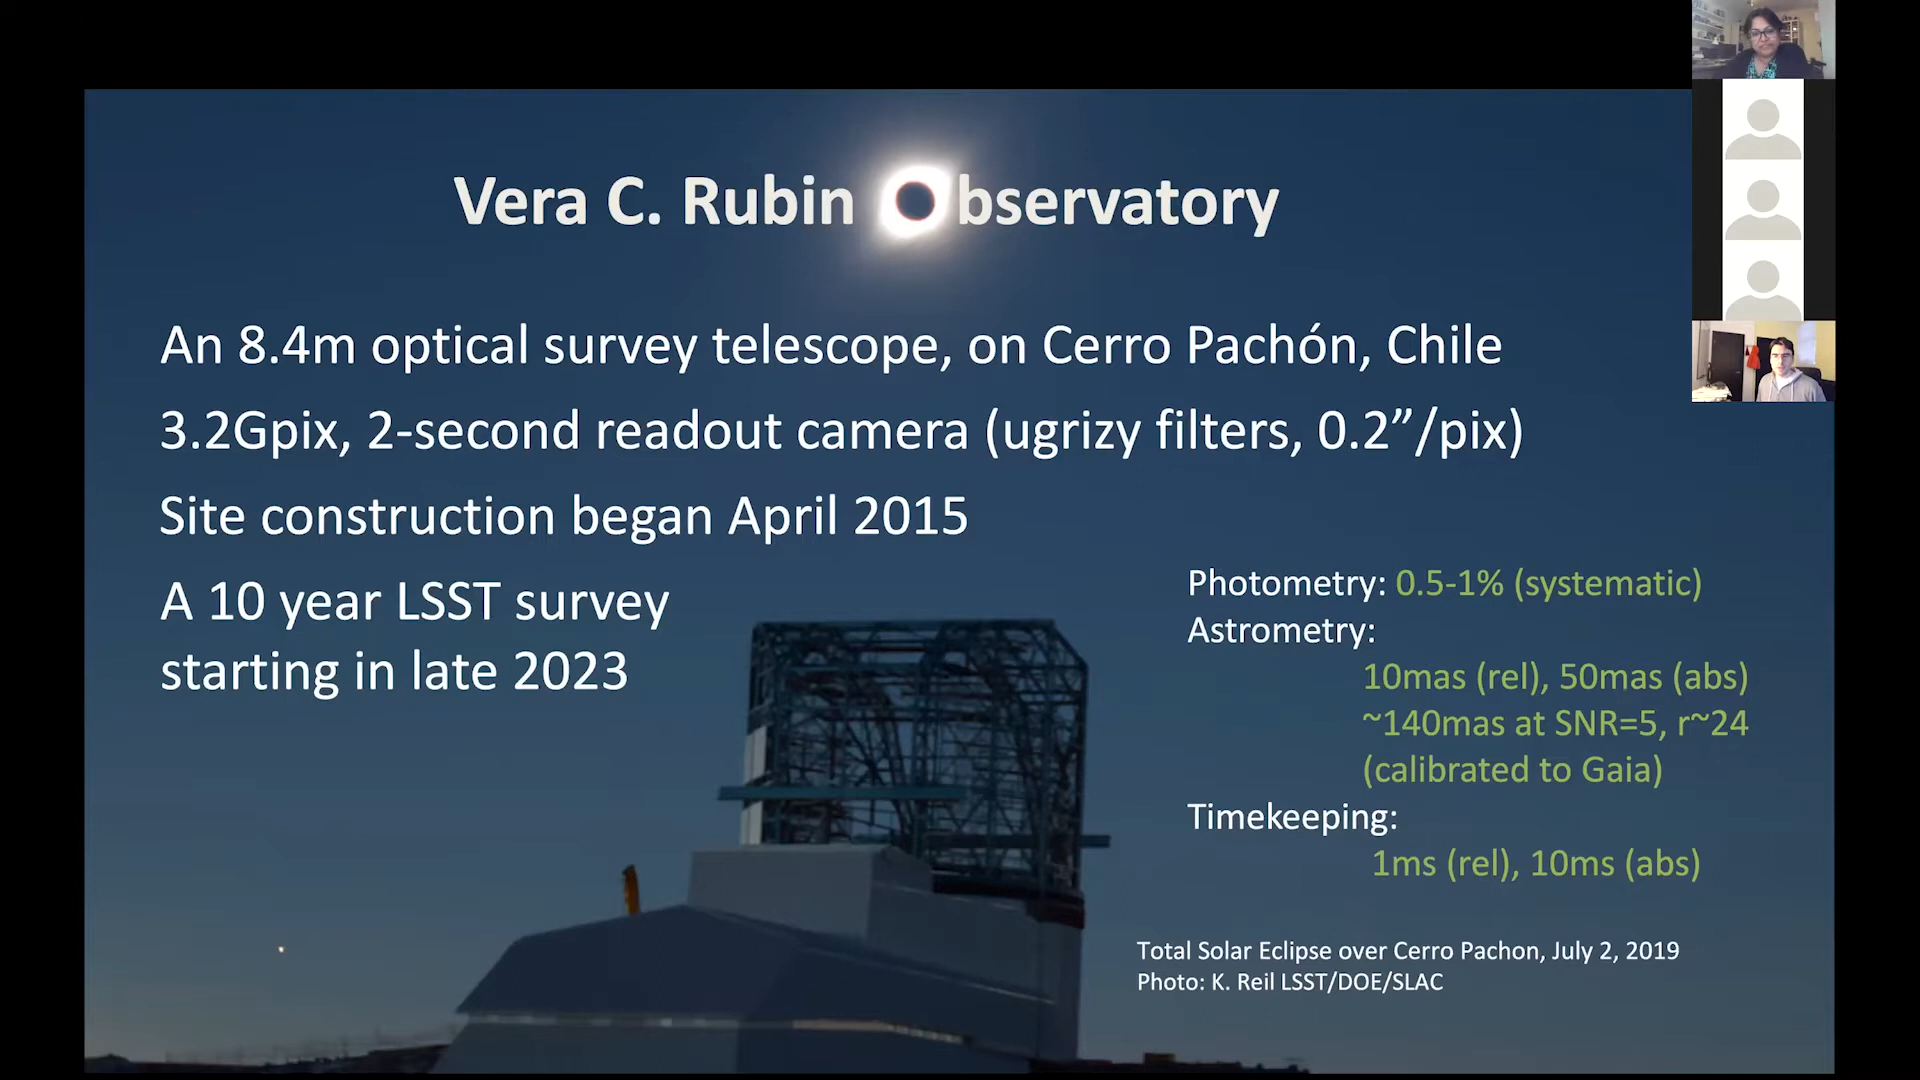 Vera C. Rubin Observatory
An 8.4m optical survey telescope, on Cerro Pachón, Chile
3.2Gpix, 2-second readout camera (ugrizy filters, 0.2”/pix)
Site construction began April 2015
A 10 year LSST survey
starting in late 2023
Photometry: 0.5-1% (systematic)
Astrometry:
10mas (rel), 50mas (abs)
~140mas at SNR=5, r~24
(calibrated to Gaia)
Timekeeping:
1ms (rel), 10ms (abs)
Total Solar Eclipse over Cerro Pachon, July 2, 2019
Photo: K. Reil LSST/DOE/SLAC